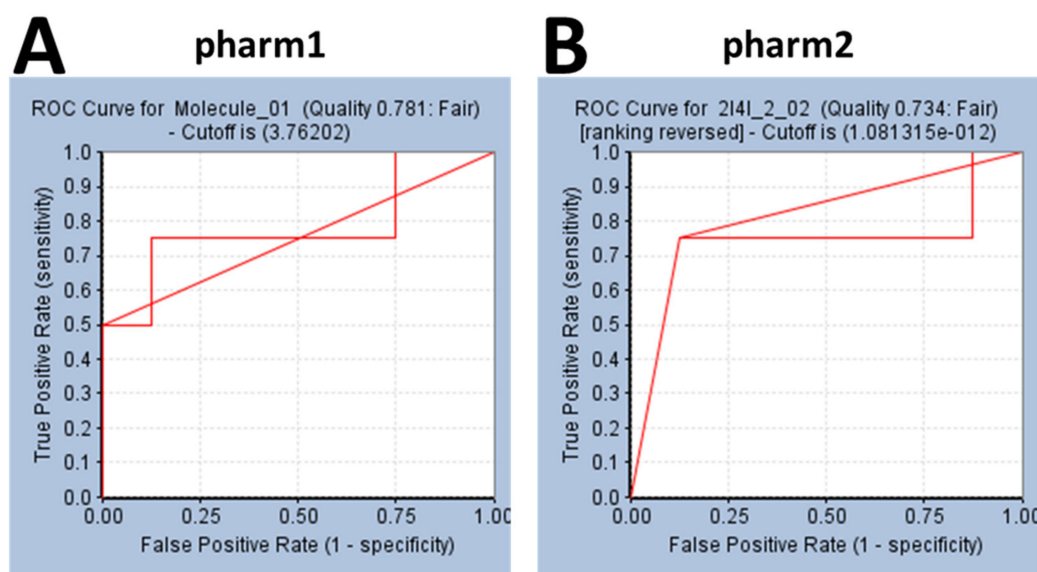 A pharm1
ROC Curve for Molecule_01 (Quality 0.781: Fair)
- Cutoff is (3.76202)
1.0
0.9
0.8
0.7
0.6
0.5
0.4
0.3
0.2
0.1
0.0
True Positive Rate (sensitivity)
0.00 0.25 0.50 0.75 1.00
False Positive Rate (1 - specificity)
B pharm2
ROC Curve for 2I4I_2_02 (Quality 0.734: Fair)
[ranking reversed] - Cutoff is (1.081315e-012)
1.0
0.9
0.8
0.7
0.6
0.5
0.4
0.3
0.2
0.1
0.0
True Positive Rate (sensitivity)
0.00 0.25 0.50 0.75 1.00
False Positive Rate (1 - specificity)